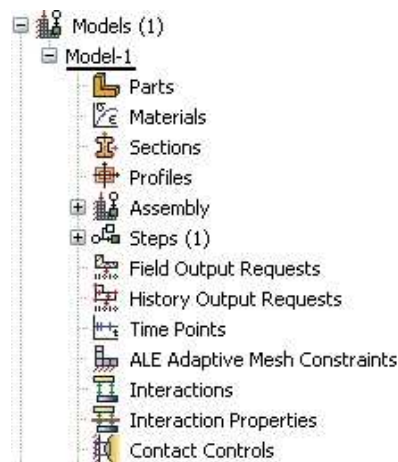 Models (1)
Model-1
Parts
Materials
Sections
Profiles
Assembly
Steps (1)
Field Output Requests
History Output Requests
Time Points
ALE Adaptive Mesh Constraints
Interactions
Interaction Properties
Contact Controls